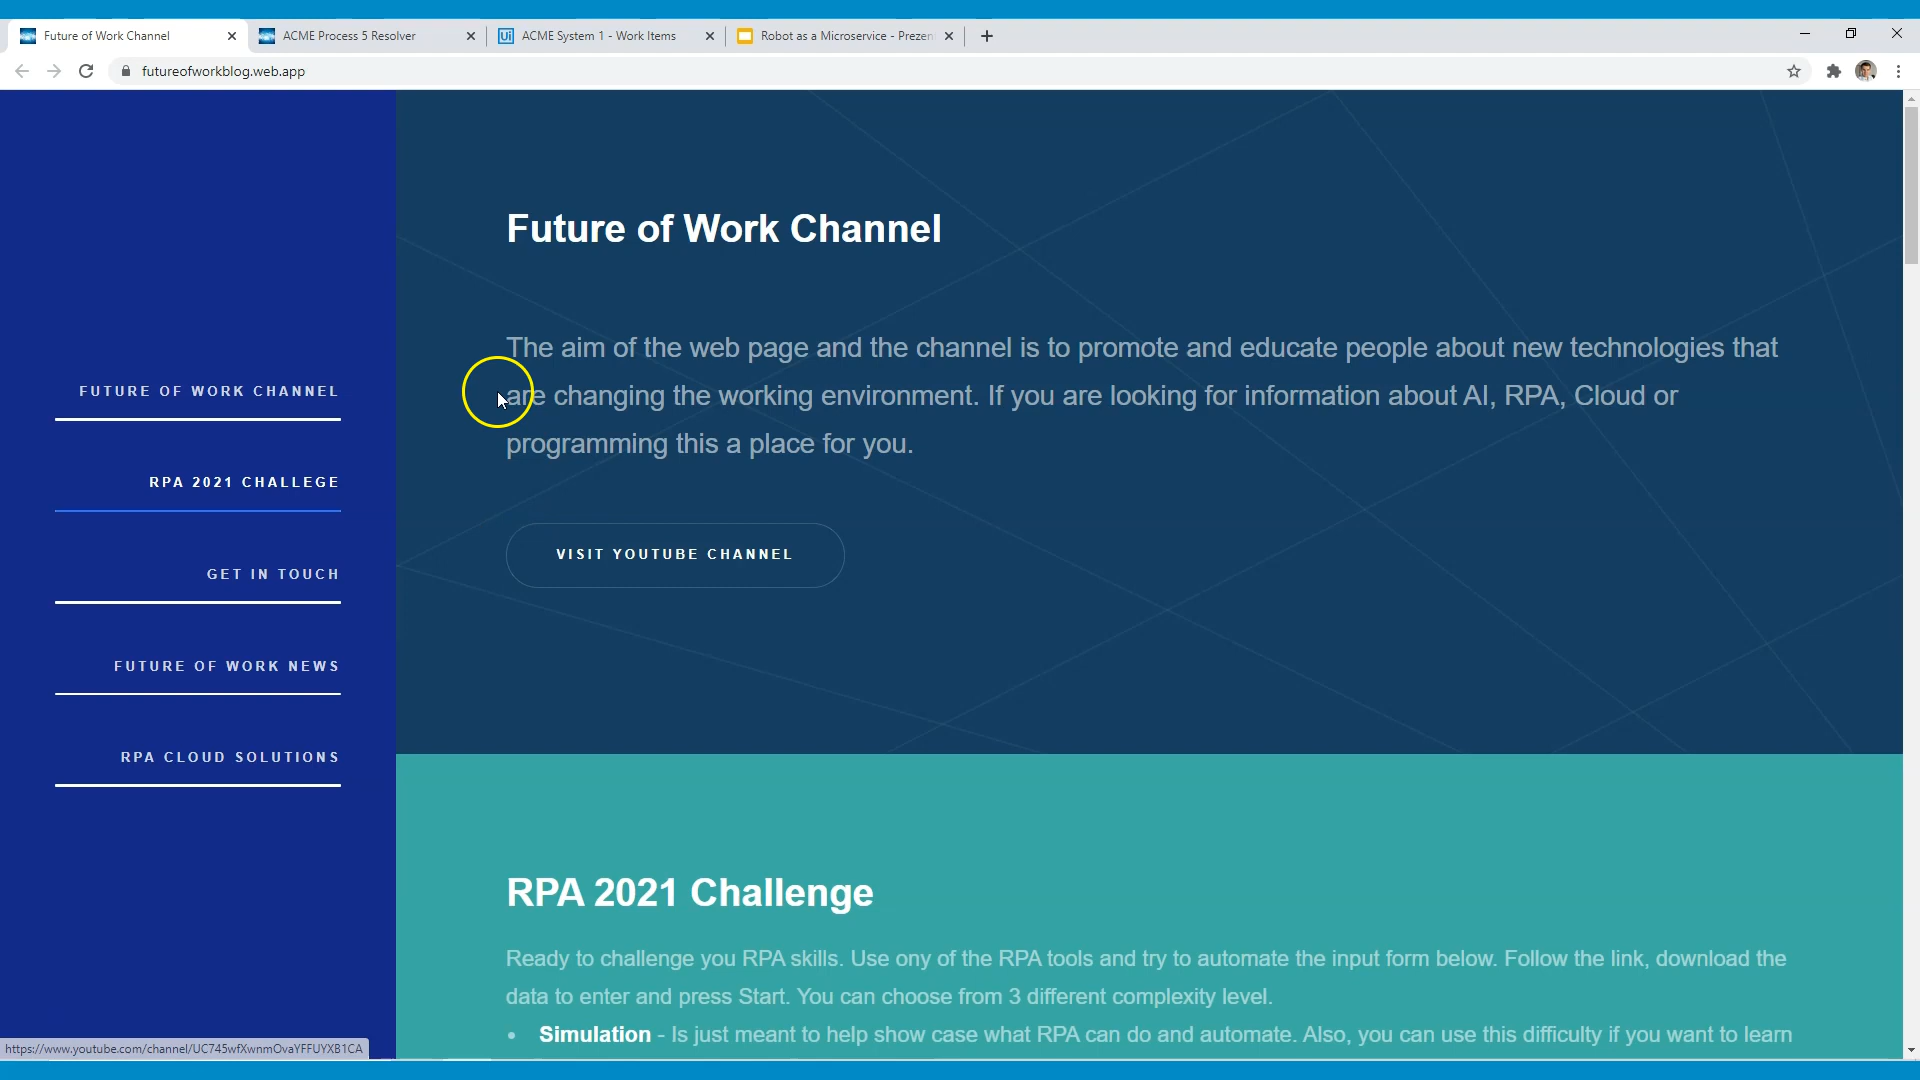 Future of Work Channel
ACME Process 5 Resolver
ACME System 1 - Work Items
Robot as a Microservice - Prezen
futureofworkblog.web.app
FUTURE OF WORK CHANNEL
RPA 2021 CHALLEGE
GET IN TOUCH
FUTURE OF WORK NEWS
RPA CLOUD SOLUTIONS
Future of Work Channel
The aim of the web page and the channel is to promote and educate people about new technologies that
are changing the working environment. If you are looking for information about AI, RPA, Cloud or
programming this a place for you.
VISIT YOUTUBE CHANNEL
RPA 2021 Challenge
Ready to challenge you RPA skills. Use ony of the RPA tools and try to automate the input form below. Follow the link, download the
data to enter and press Start. You can choose from 3 different complexity level.
• Simulation - Is just meant to help show case what RPA can do and automate. Also, you can use this difficulty if you want to learn
https://www.youtube.com/channel/UC745wfXwnmOvaYFFUYXB1CA